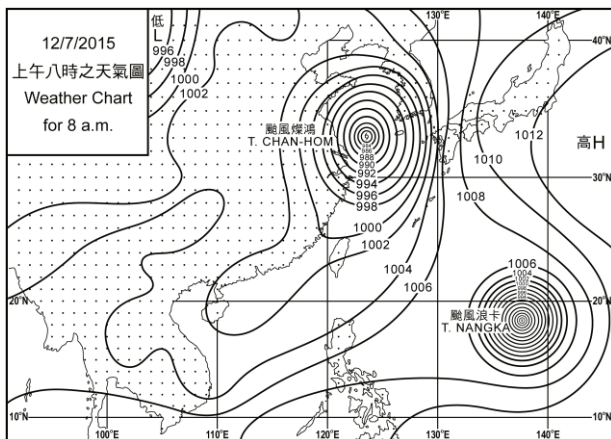 12/7/2015
上午八時之天氣圖
Weather Chart
for 8 a.m.
低
L
996
998
1000
1002
130°E
140°E
40°N
1012
1010
高H
1008
颱風燦鴻
T. CHAN-HOM
986
988
990
992
994
996
998
30°N
1000
1002
1004
1006
1006
1004
1002
20°N
20°N
颱風浪卡
T. NANGKA
10°N
10°N
100°E
110°E
120°E
130°E
140°E